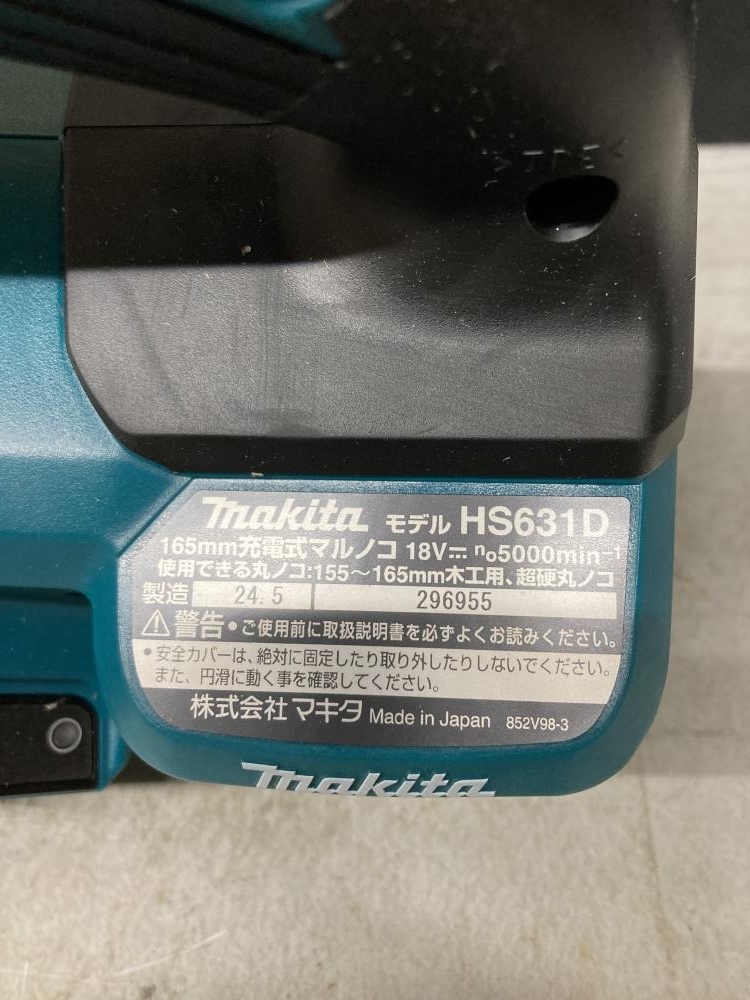 makita モデル HS631D
165mm充電式マルノコ 18V⎓ n₀5000min⁻¹
使用できる丸ノコ:155〜165mm木工用、超硬丸ノコ
製造 24. 5 296955
⚠警告・ご使用前に取扱説明書を必ずよくお読みください。
・安全カバーは、絶対に固定したり取り外したりしないでください。
また、円滑に動く事を確認してください。
株式会社マキタ Made in Japan 852V98-3
makita